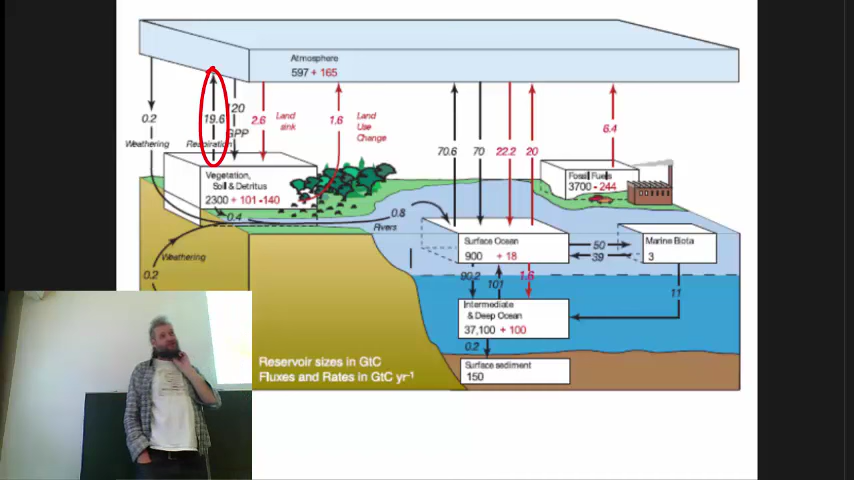 Atmosphere
597 + 165
0.2
19.6
120
GPP
2.6
Land
sink
1.6
Land
Use
Change
70.6
70
22.2
20
6.4
Weathering
Respiration
Vegetation,
Soil & Detritus
2300 + 101 -140
Fossil Fuels
3700 - 244
0.4
0.8
Rivers
Surface Ocean
900 + 18
50
39
Marine Biota
3
Weathering
0.2
90.2
101
1.6
11
Intermediate
& Deep Ocean
37,100 + 100
0.2
Surface sediment
150
Reservoir sizes in GtC
Fluxes and Rates in GtC yr⁻¹